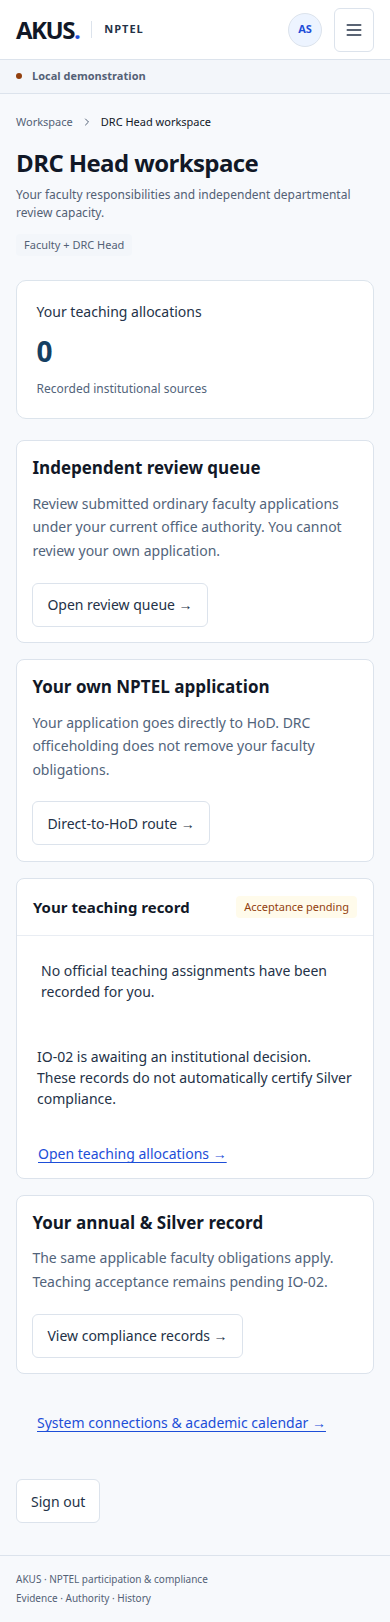 AKUS. NPTEL AS
Local demonstration
Workspace > DRC Head workspace
DRC Head workspace
Your faculty responsibilities and independent departmental
review capacity.
Faculty + DRC Head
Your teaching allocations
0
Recorded institutional sources
Independent review queue
Review submitted ordinary faculty applications
under your current office authority. You cannot
review your own application.
Open review queue →
Your own NPTEL application
Your application goes directly to HoD. DRC
officeholding does not remove your faculty
obligations.
Direct-to-HoD route →
Your teaching record Acceptance pending
No official teaching assignments have been
recorded for you.
IO-02 is awaiting an institutional decision.
These records do not automatically certify Silver
compliance.
Open teaching allocations →
Your annual & Silver record
The same applicable faculty obligations apply.
Teaching acceptance remains pending IO-02.
View compliance records →
System connections & academic calendar →
Sign out
AKUS · NPTEL participation & compliance
Evidence · Authority · History